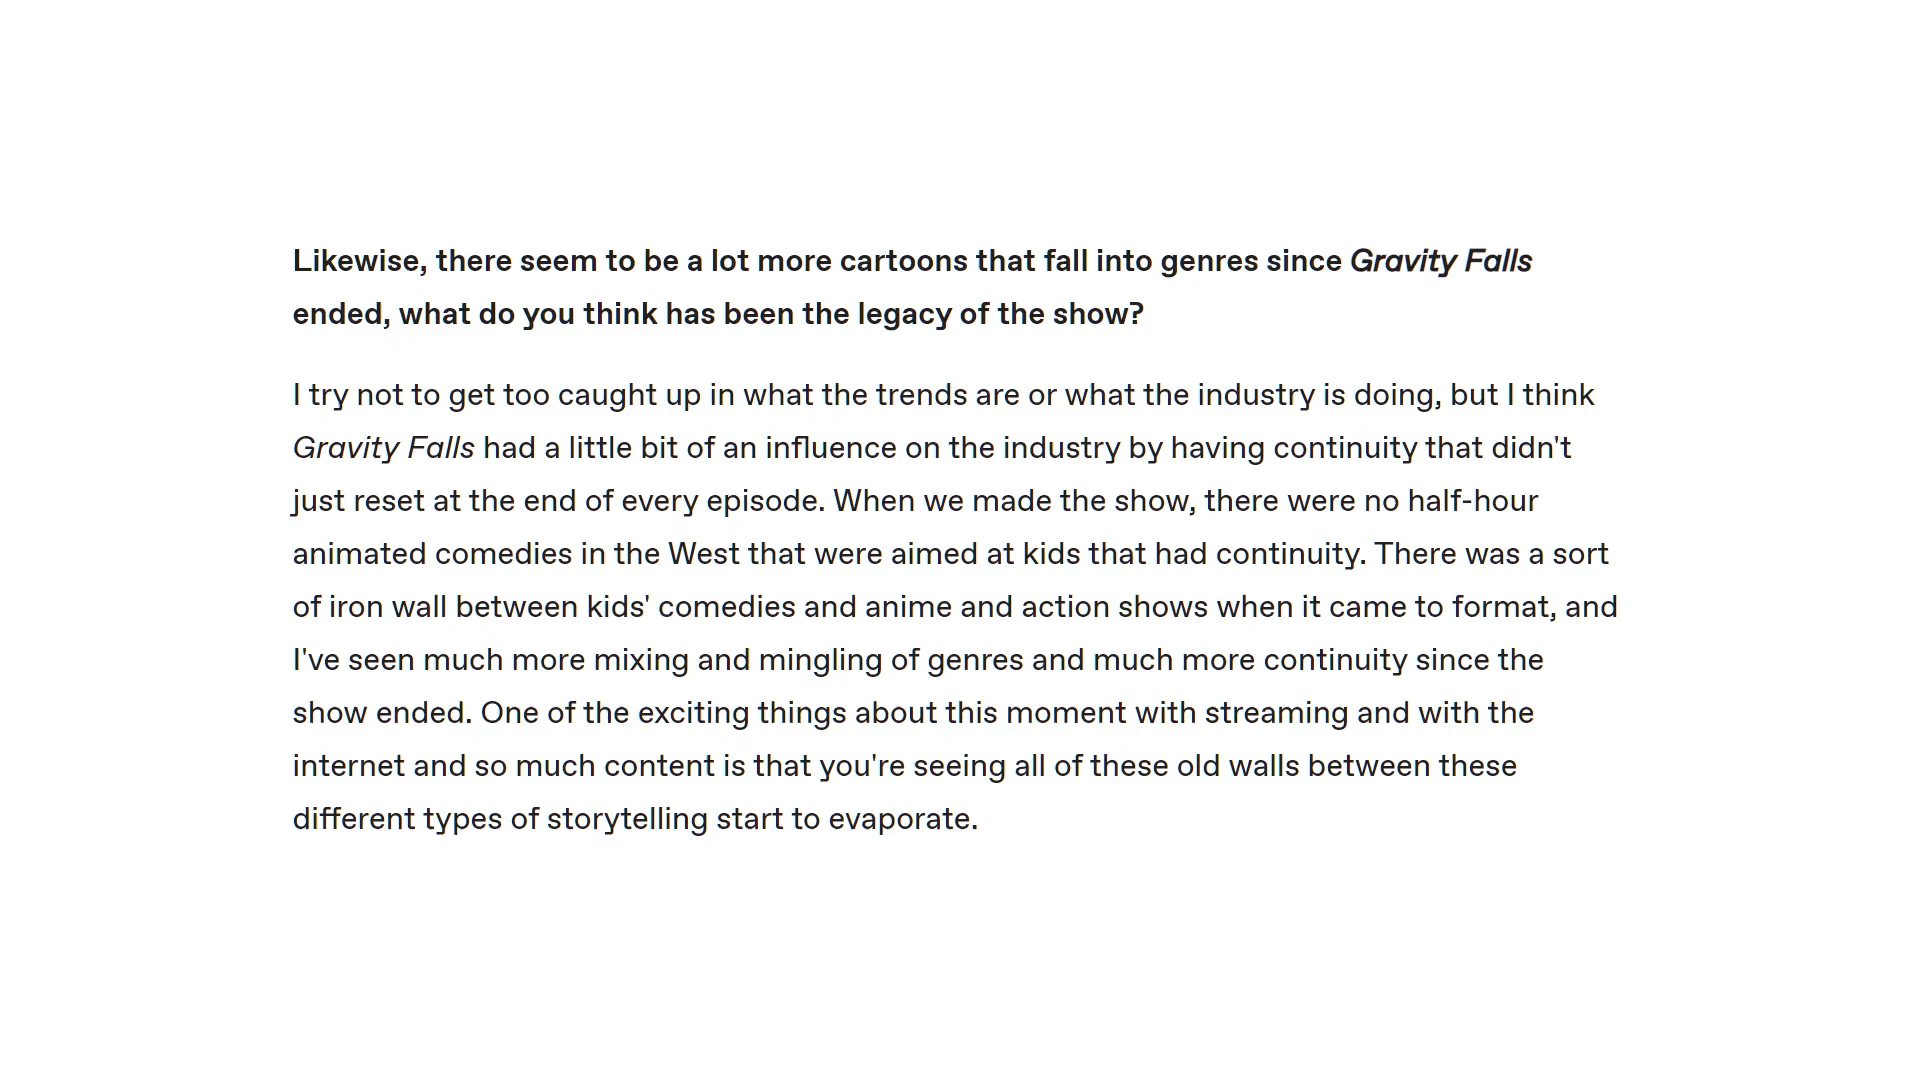 Likewise, there seem to be a lot more cartoons that fall into genres since Gravity Falls
ended, what do you think has been the legacy of the show?
I try not to get too caught up in what the trends are or what the industry is doing, but I think
Gravity Falls had a little bit of an influence on the industry by having continuity that didn't
just reset at the end of every episode. When we made the show, there were no half-hour
animated comedies in the West that were aimed at kids that had continuity. There was a sort
of iron wall between kids' comedies and anime and action shows when it came to format, and
I've seen much more mixing and mingling of genres and much more continuity since the
show ended. One of the exciting things about this moment with streaming and with the
internet and so much content is that you're seeing all of these old walls between these
different types of storytelling start to evaporate.